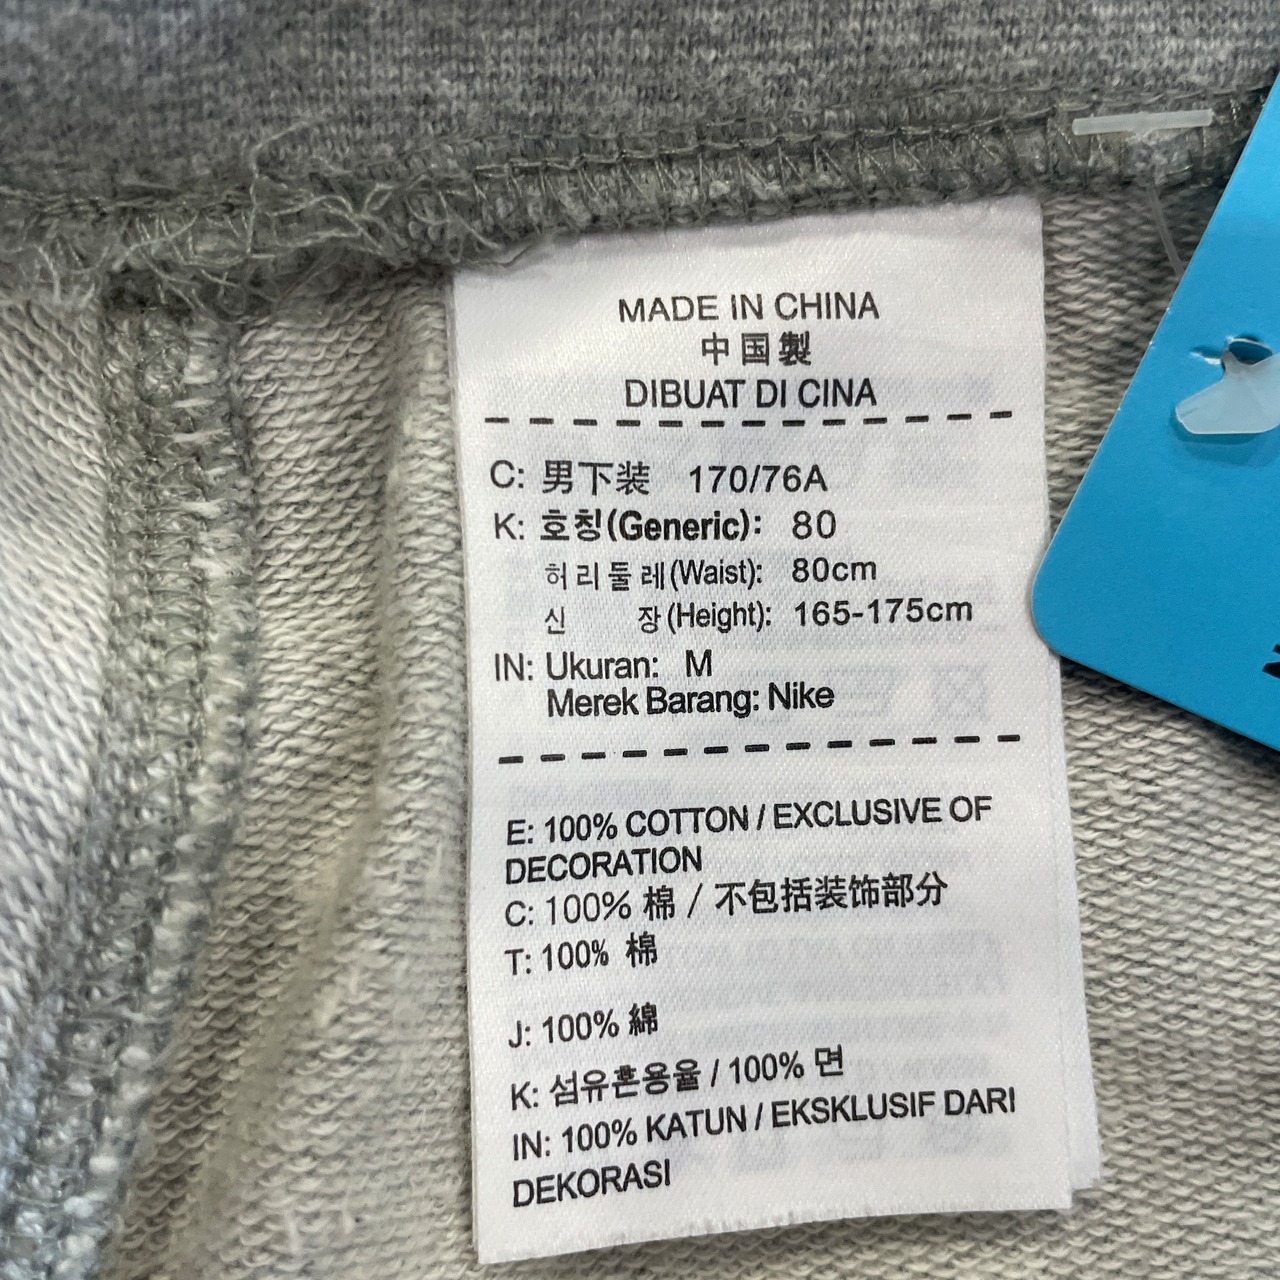 MADE IN CHINA
中国製
DIBUAT DI CINA
C: 男下装 170/76A
K: 호칭(Generic): 80
허리둘레(Waist): 80cm
신 장(Height): 165-175cm
IN: Ukuran: M
Merek Barang: Nike
E: 100% COTTON / EXCLUSIVE OF
DECORATION
C: 100% 棉 / 不包括装饰部分
T: 100% 棉
J: 100% 綿
K: 섬유혼용율 / 100% 면
IN: 100% KATUN / EKSKLUSIF DARI
DEKORASI